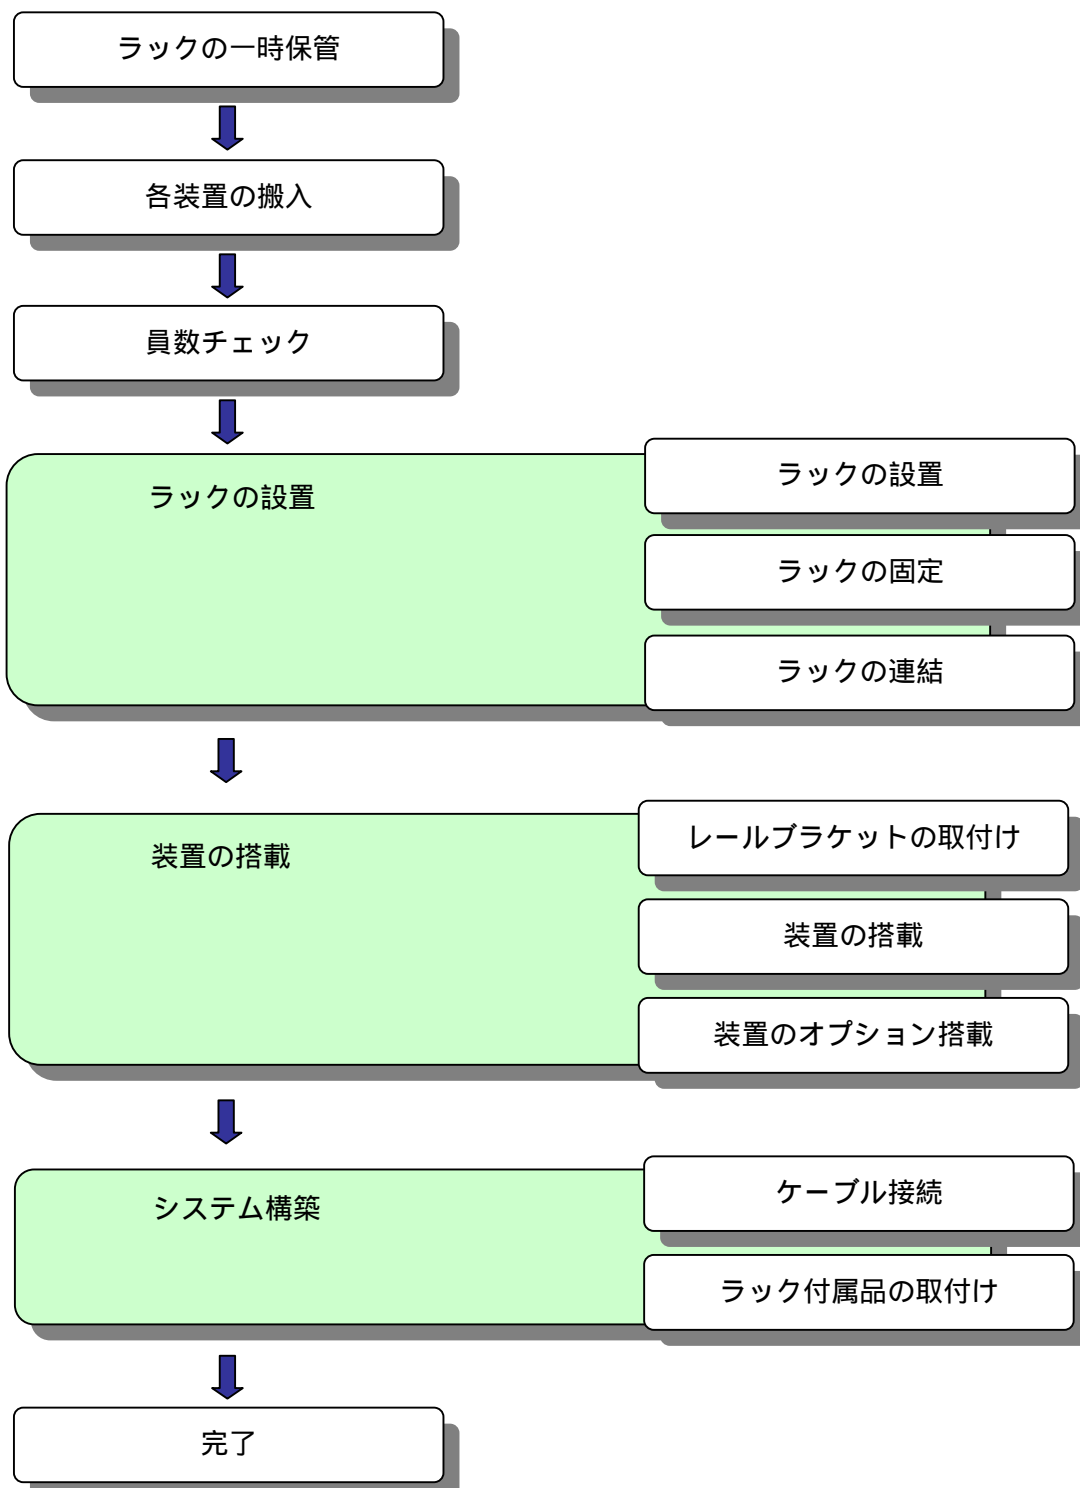 ラックの一時保管
各装置の搬入
員数チェック
ラックの設置
ラックの設置
ラックの固定
ラックの連結
装置の搭載
レールブラケットの取付け
装置の搭載
装置のオプション搭載
システム構築
ケーブル接続
ラック付属品の取付け
完了